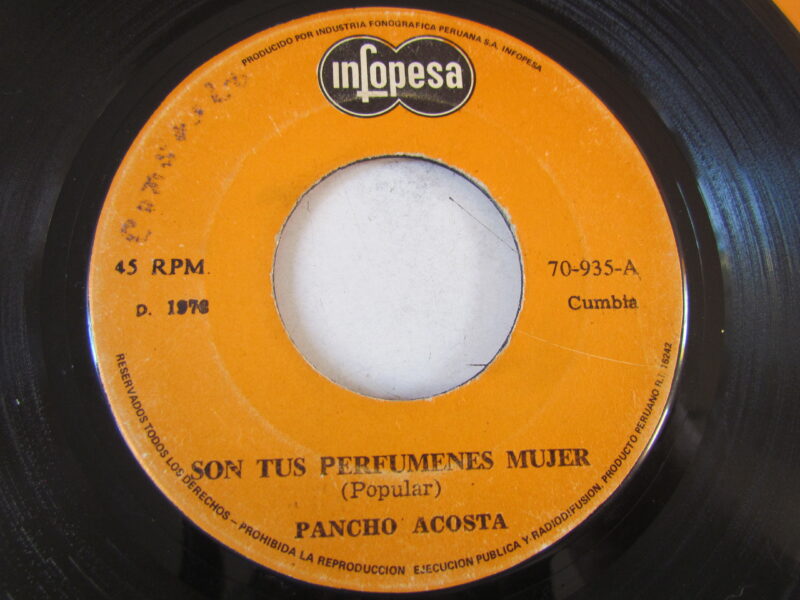 PRODUCIDO POR INDUSTRIA FONOGRAFICA PERUANA S.A. INFOPESA
infopesa
45 RPM.
70-935-A
D. 1978
Cumbia
SON TUS PERFUMENES MUJER
(Popular)
PANCHO ACOSTA
RESERVADOS TODOS LOS DERECHOS – PROHIBIDA LA REPRODUCCION EJECUCION PUBLICA Y RADIODIFUSION. PRODUCTO PERUANO R.I. 16242